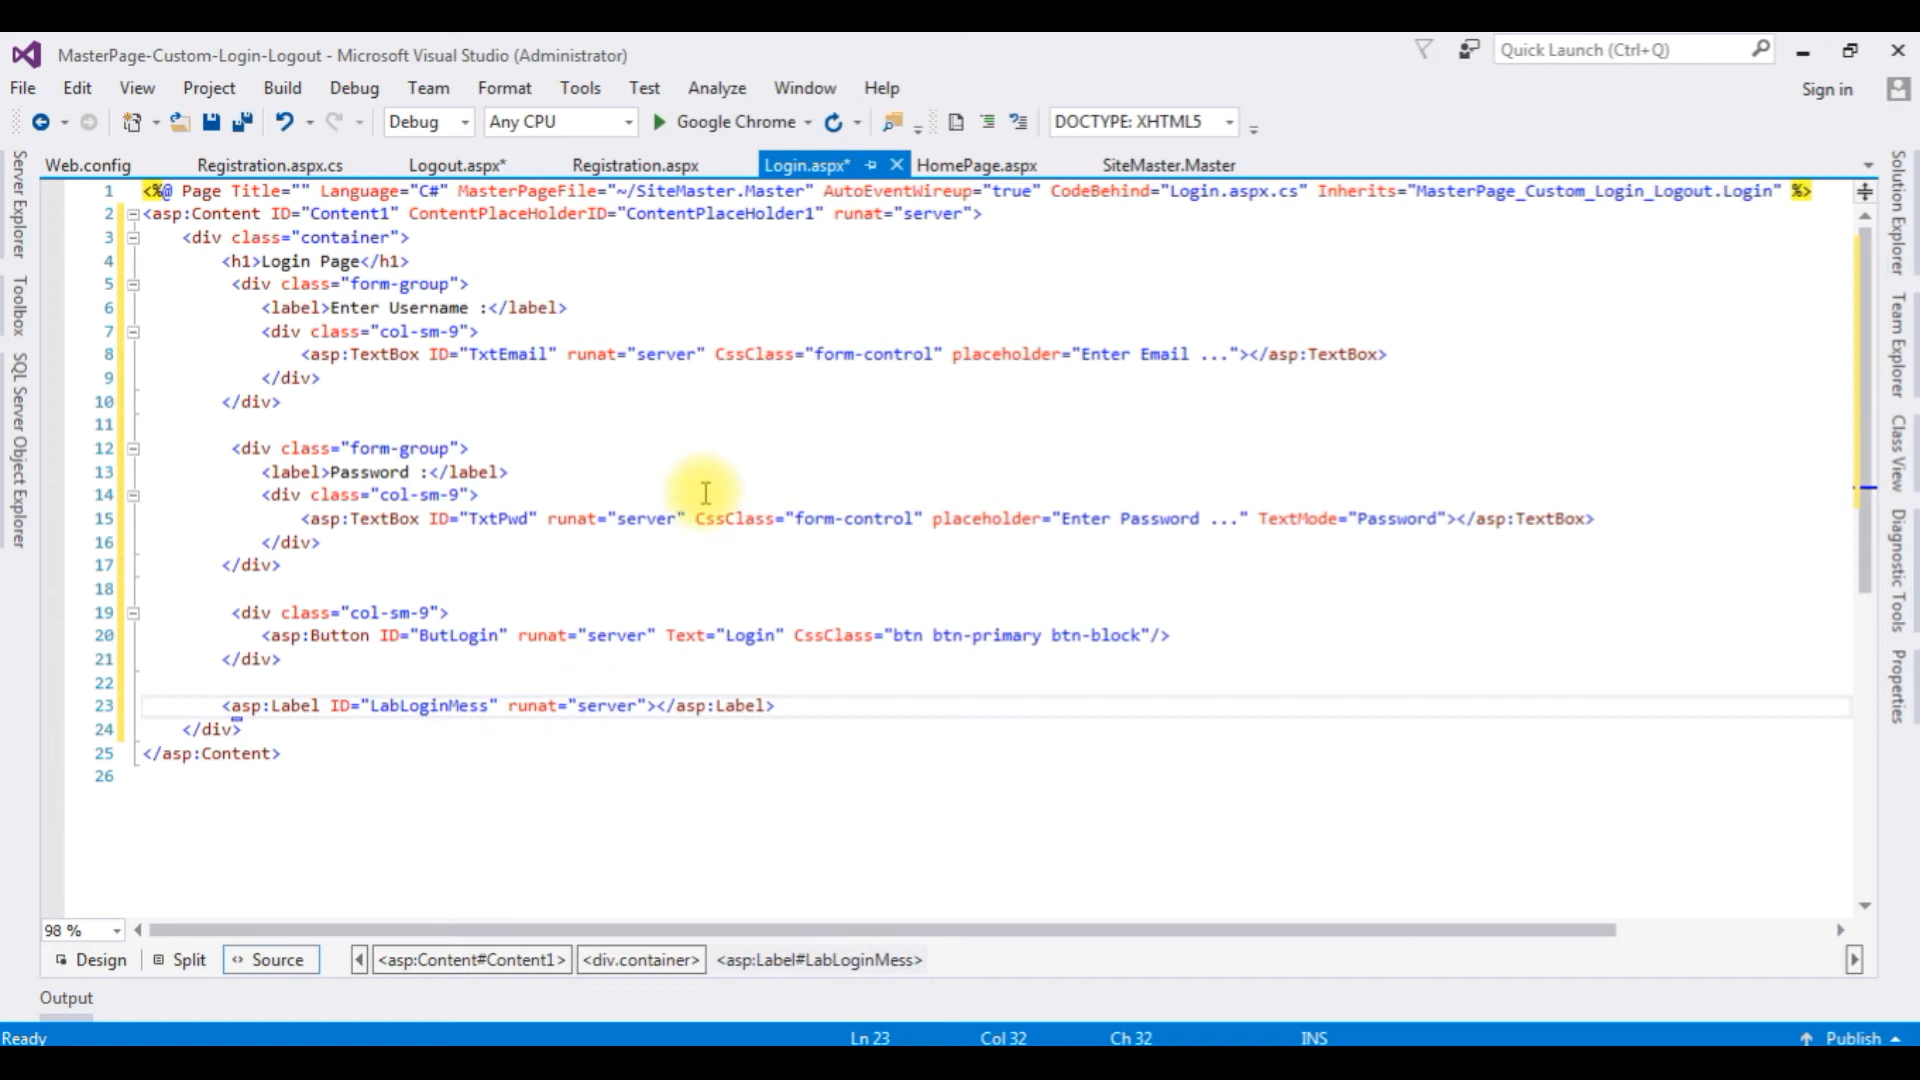 MasterPage-Custom-Login-Logout - Microsoft Visual Studio (Administrator)
Quick Launch (Ctrl+Q)
File Edit View Project Build Debug Team Format Tools Test Analyze Window Help
Sign in
Debug Any CPU Google Chrome DOCTYPE: XHTML5
Web.config Registration.aspx.cs Logout.aspx* Registration.aspx Login.aspx* HomePage.aspx SiteMaster.Master
Server Explorer
Toolbox
SQL Server Object Explorer
1 <%@ Page Title="" Language="C#" MasterPageFile="~/SiteMaster.Master" AutoEventWireup="true" CodeBehind="Login.aspx.cs" Inherits="MasterPage_Custom_Login_Logout.Login" %>
2 <asp:Content ID="Content1" ContentPlaceHolderID="ContentPlaceHolder1" runat="server">
3 <div class="container">
4 <h1>Login Page</h1>
5 <div class="form-group">
6 <label>Enter Username :</label>
7 <div class="col-sm-9">
8 <asp:TextBox ID="TxtEmail" runat="server" CssClass="form-control" placeholder="Enter Email ..."></asp:TextBox>
9 </div>
10 </div>
11
12 <div class="form-group">
13 <label>Password :</label>
14 <div class="col-sm-9">
15 <asp:TextBox ID="TxtPwd" runat="server" CssClass="form-control" placeholder="Enter Password ..." TextMode="Password"></asp:TextBox>
16 </div>
17 </div>
18
19 <div class="col-sm-9">
20 <asp:Button ID="ButLogin" runat="server" Text="Login" CssClass="btn btn-primary btn-block"/>
21 </div>
22
23 <asp:Label ID="LabLoginMess" runat="server"></asp:Label>
24 </div>
25 </asp:Content>
26
Solution Explorer
Team Explorer
Class View
Diagnostic Tools
Properties
98 %
Design Split Source <asp:Content#Content1> <div.container> <asp:Label#LabLoginMess>
Output
Ready Ln 23 Col 32 Ch 32 INS Publish